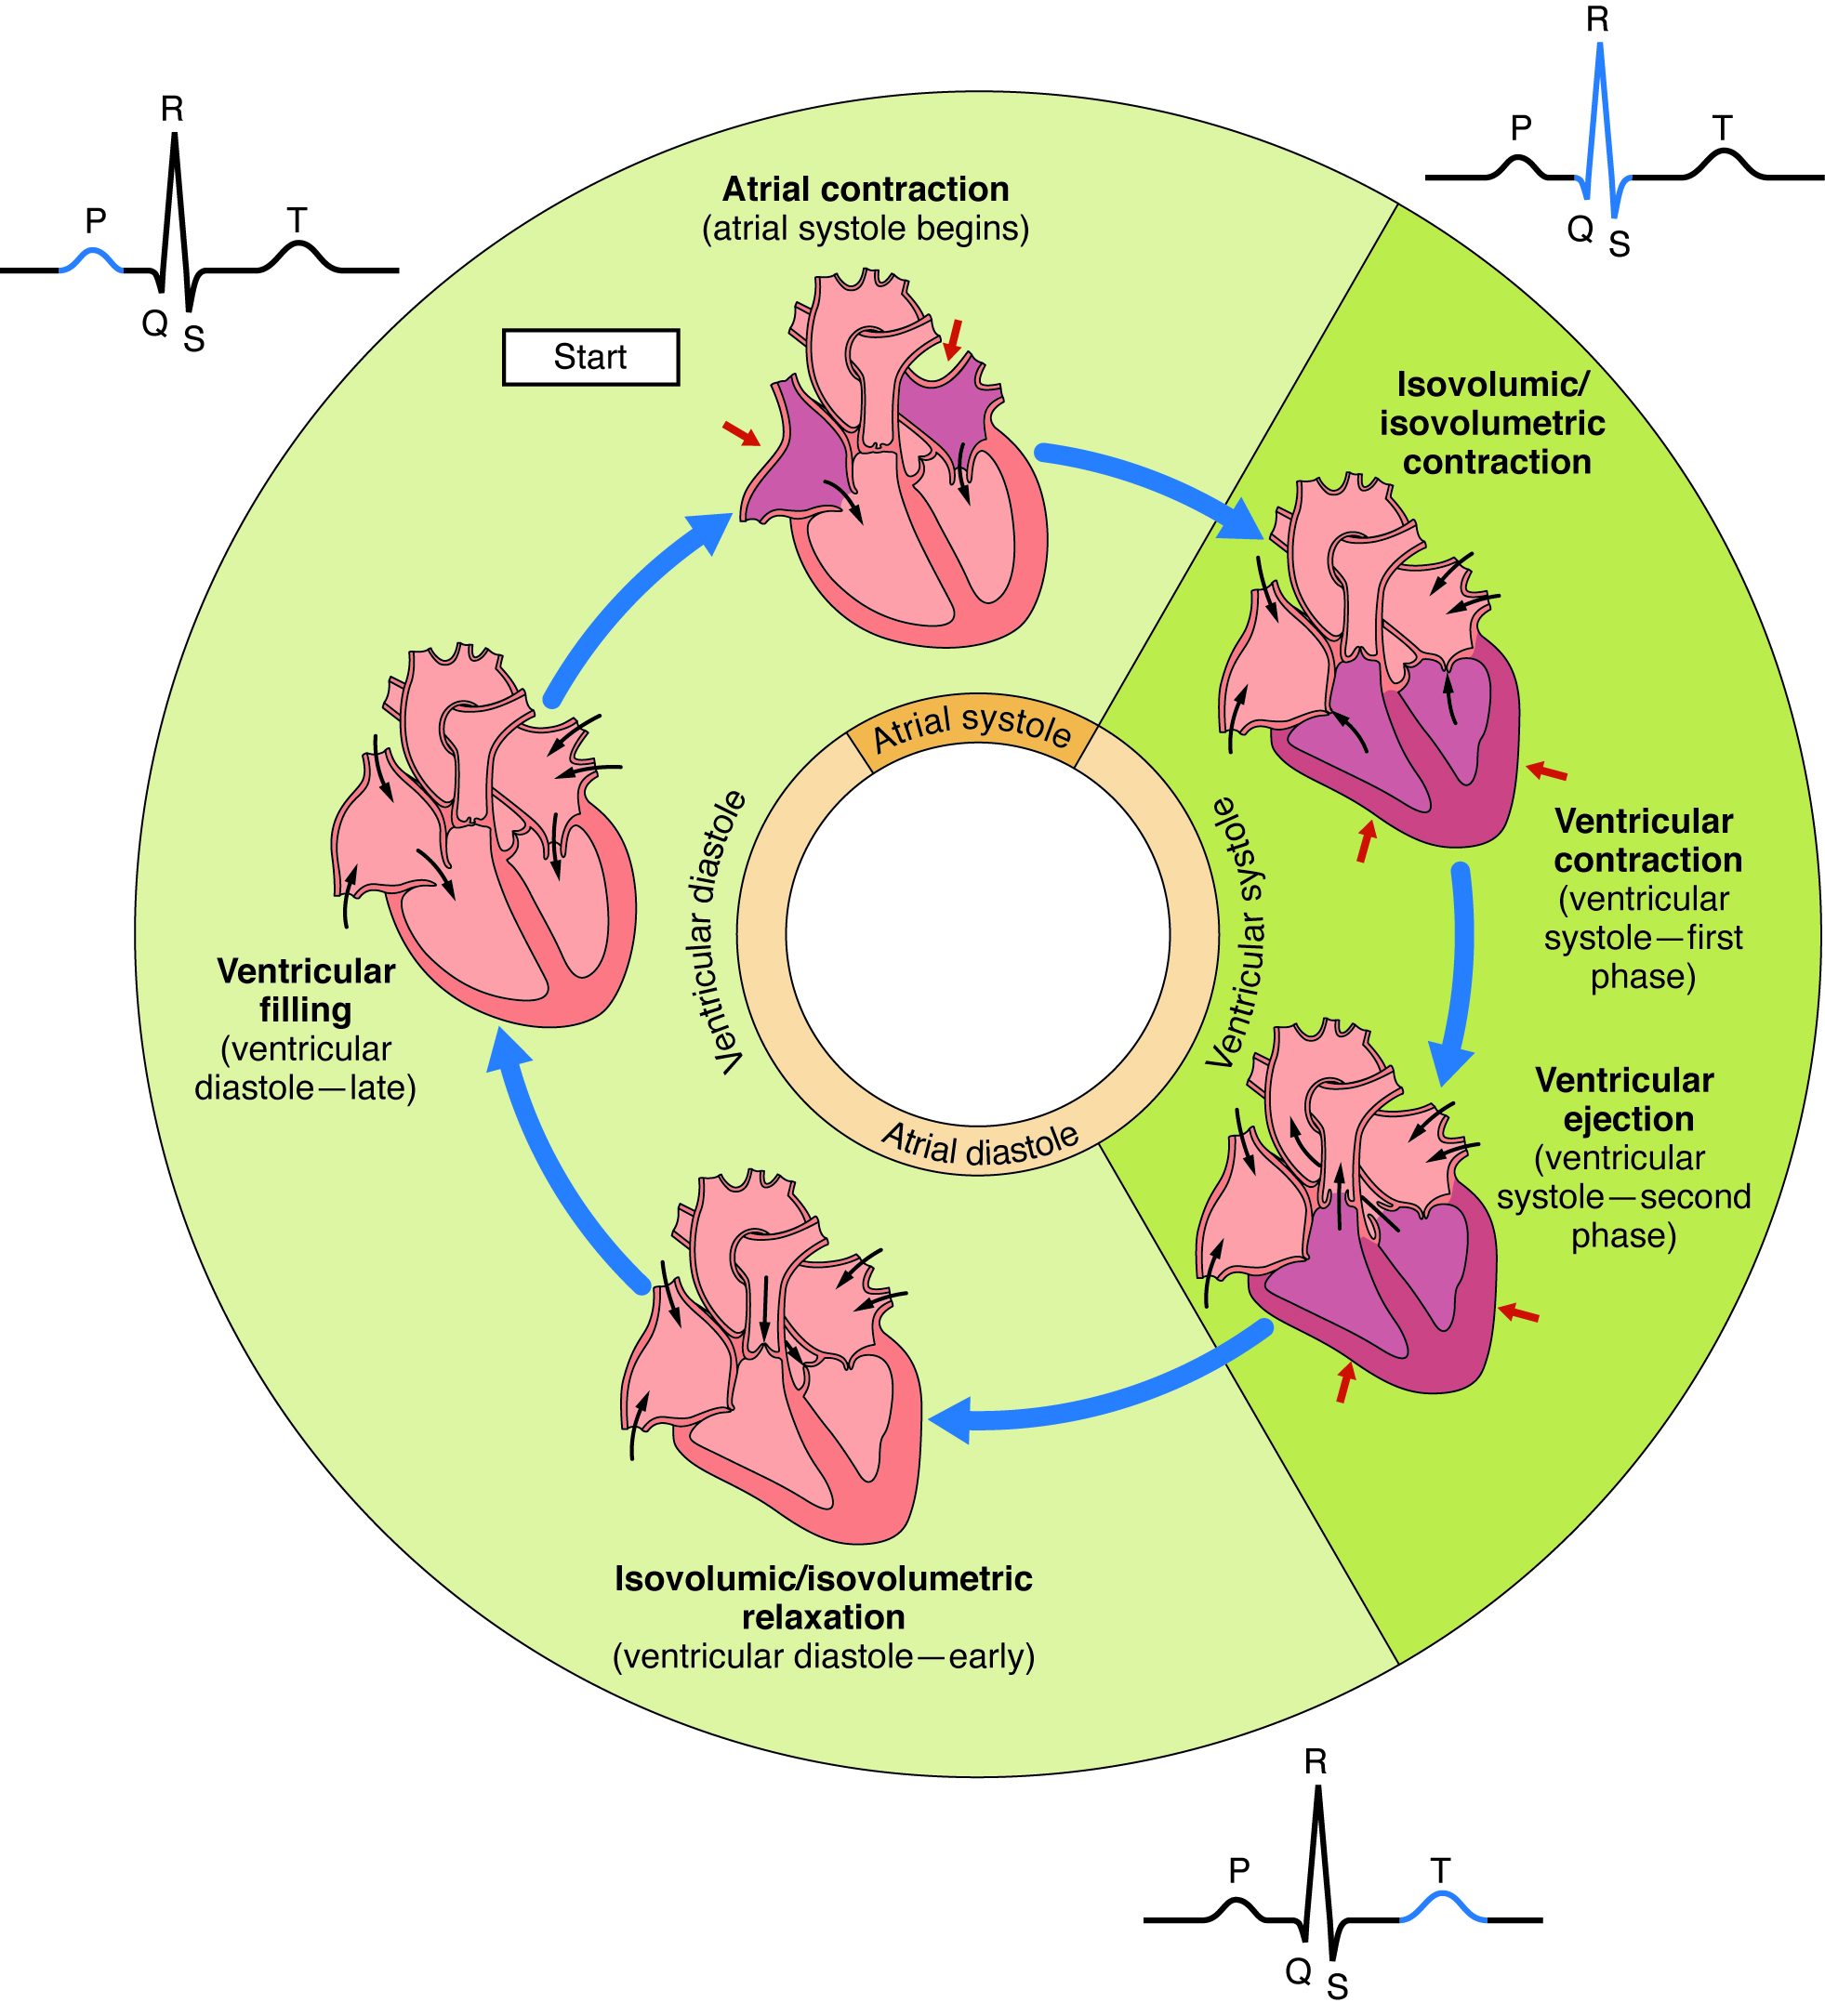 R
P
T
Q
S
R
P
T
Q
S
Atrial contraction
(atrial systole begins)
Start
Isovolumic/
isovolumetric
contraction
Ventricular
contraction
(ventricular
systole—first
phase)
Ventricular
ejection
(ventricular
systole—second
phase)
Isovolumic/isovolumetric
relaxation
(ventricular diastole—early)
Ventricular
filling
(ventricular
diastole—late)
Atrial systole
Ventricular diastole
Ventricular systole
Atrial diastole
R
P
T
Q
S